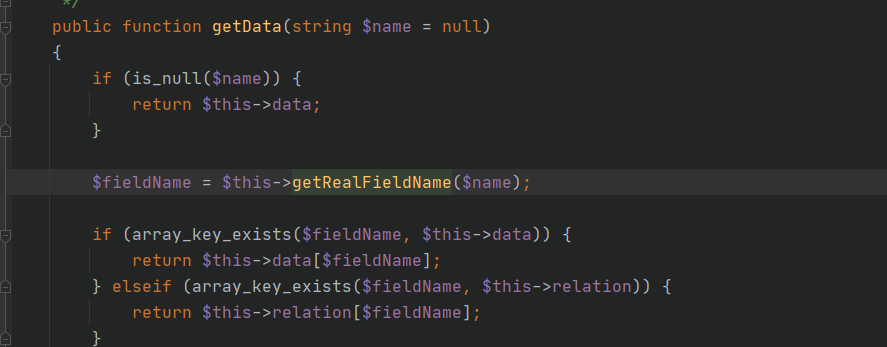 */
public function getData(string $name = null)
{
if (is_null($name)) {
return $this->data;
}
$fieldName = $this->getRealFieldName($name);
if (array_key_exists($fieldName, $this->data)) {
return $this->data[$fieldName];
} elseif (array_key_exists($fieldName, $this->relation)) {
return $this->relation[$fieldName];
}